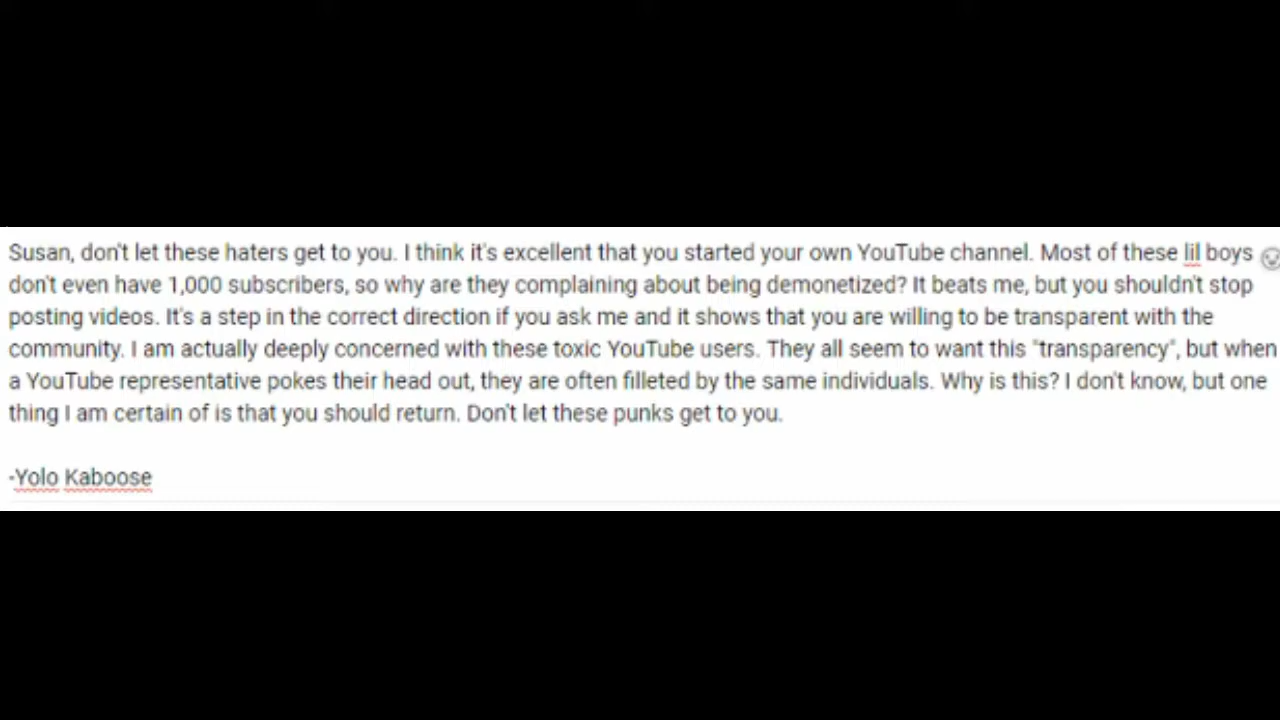 Susan, don't let these haters get to you. I think it's excellent that you started your own YouTube channel. Most of these lil boys
don't even have 1,000 subscribers, so why are they complaining about being demonetized? It beats me, but you shouldn't stop
posting videos. It's a step in the correct direction if you ask me and it shows that you are willing to be transparent with the
community. I am actually deeply concerned with these toxic YouTube users. They all seem to want this "transparency", but when
a YouTube representative pokes their head out, they are often filleted by the same individuals. Why is this? I don't know, but one
thing I am certain of is that you should return. Don't let these punks get to you.
-Yolo Kaboose